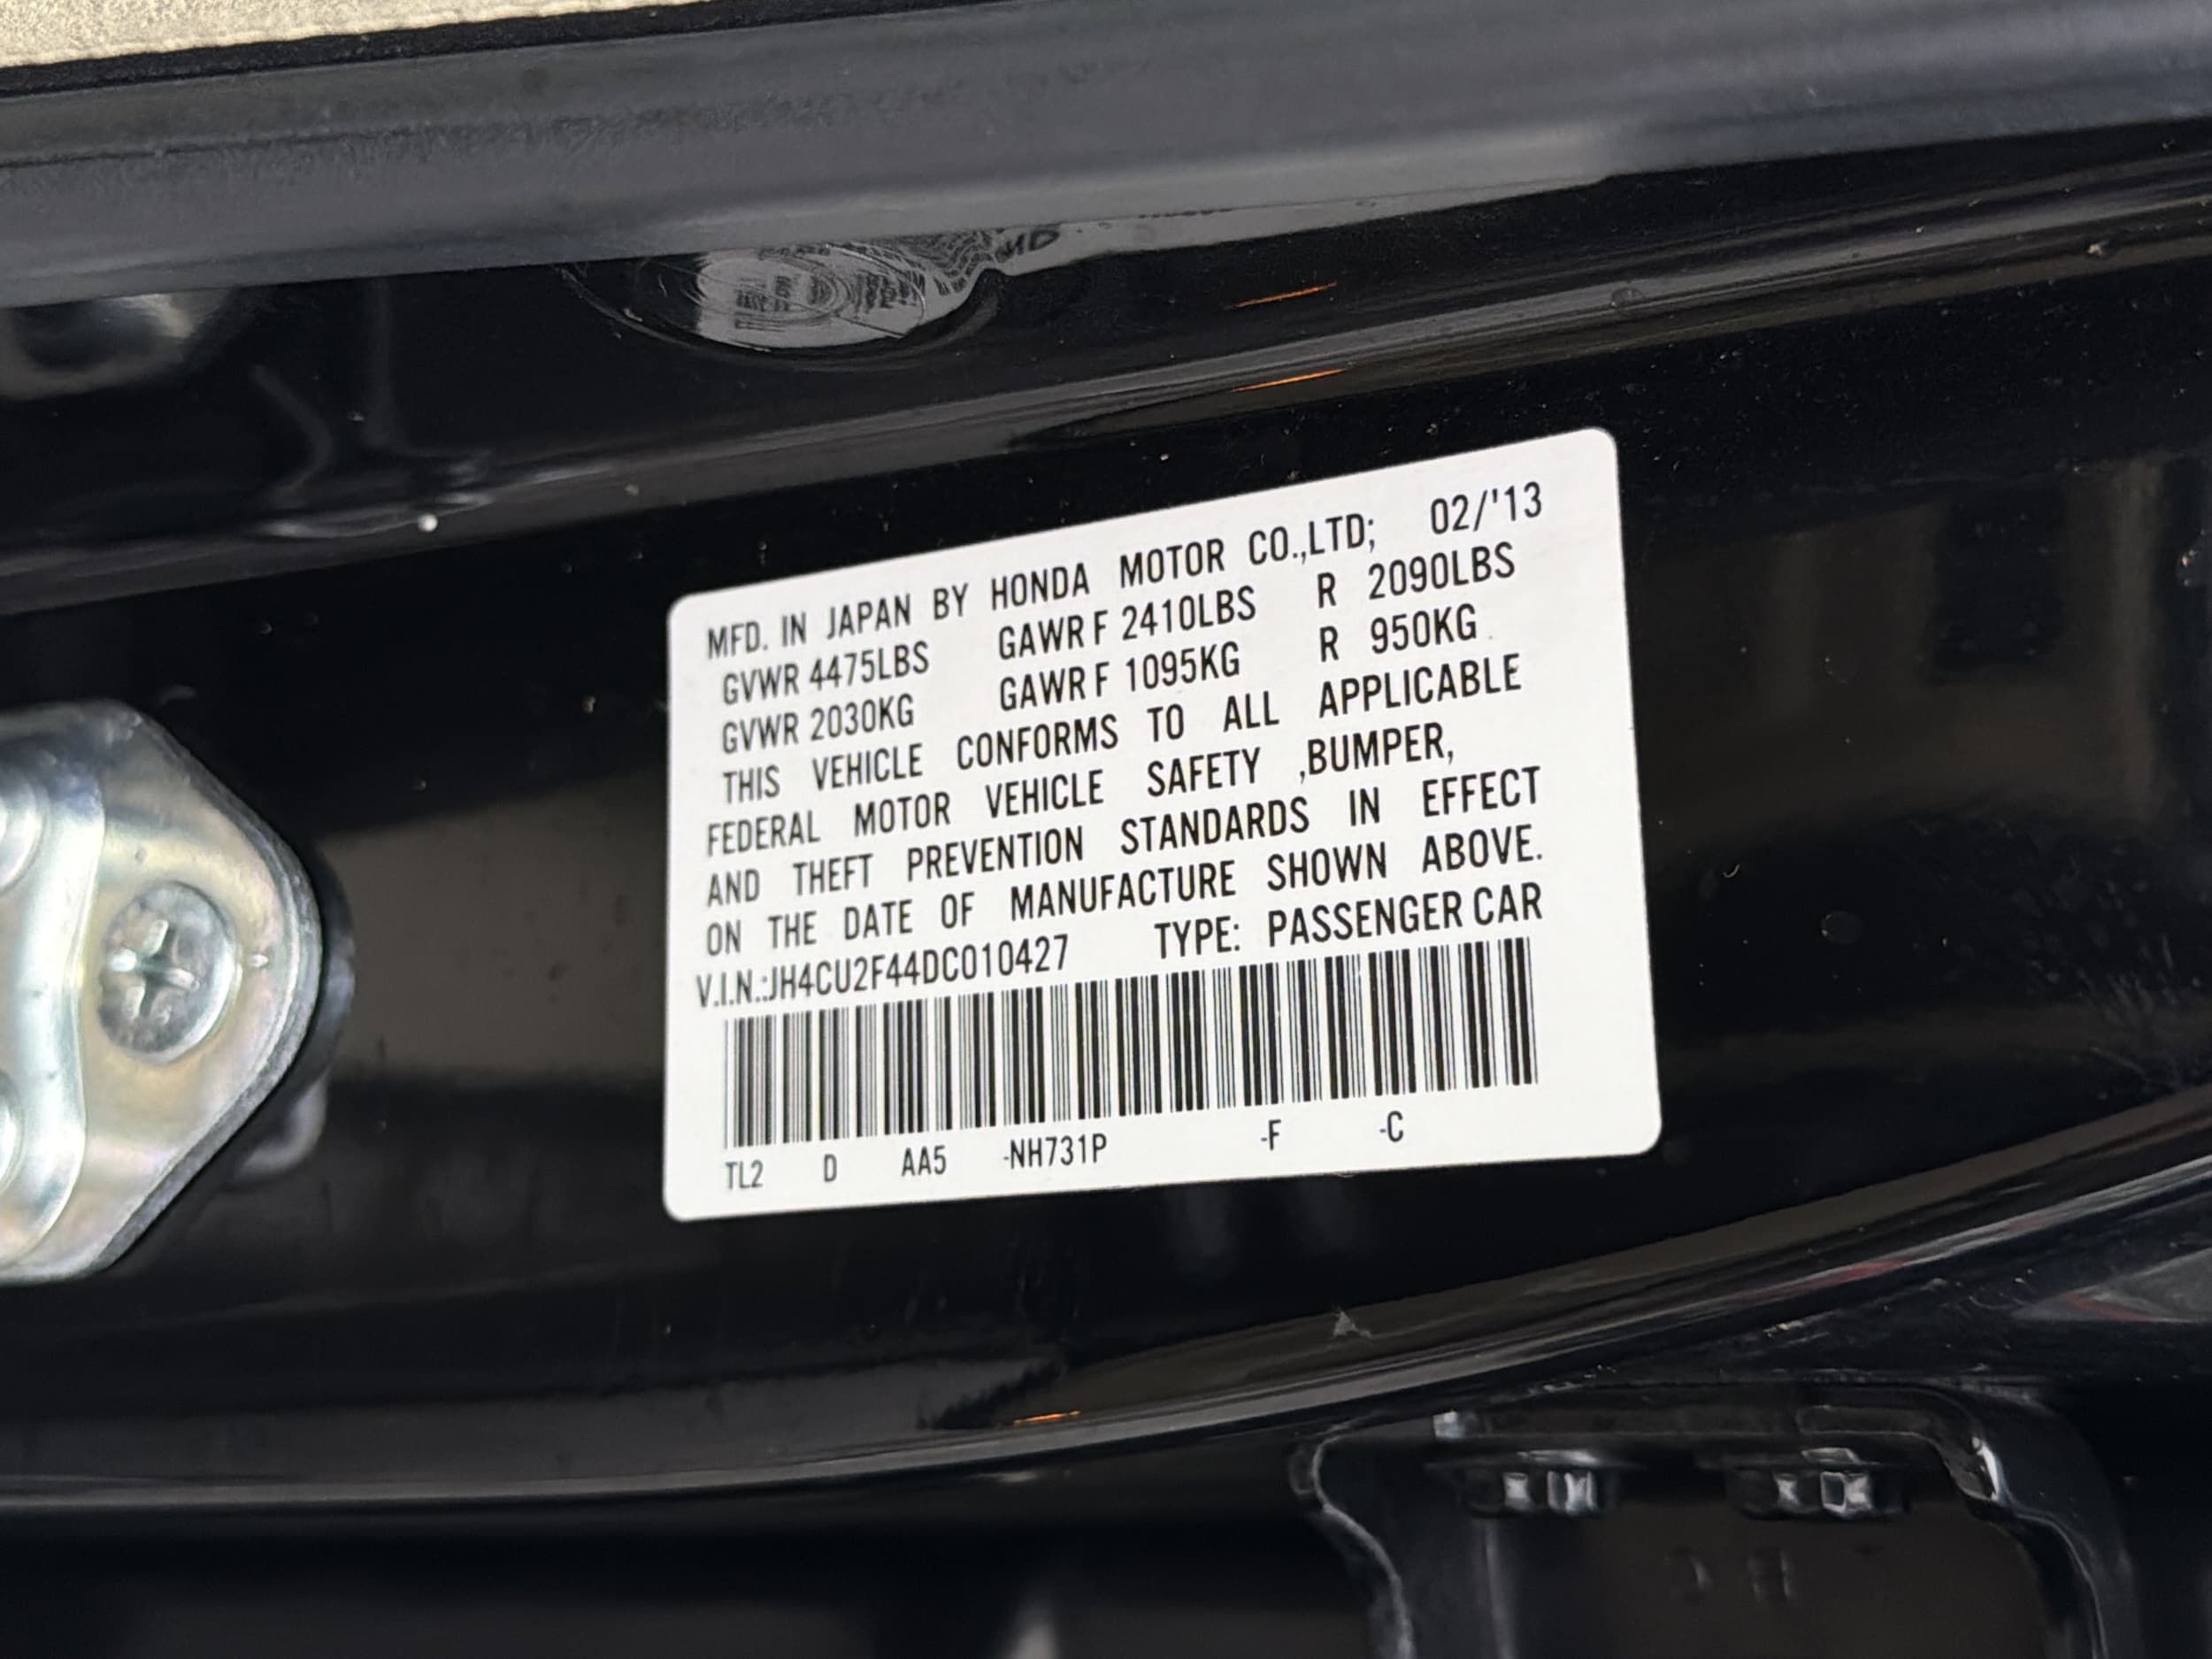 MFD. IN JAPAN BY HONDA MOTOR CO.,LTD; 02/'13
GVWR 4475LBS GAWR F 2410LBS R 2090LBS
GVWR 2030KG GAWR F 1095KG R 950KG
THIS VEHICLE CONFORMS TO ALL APPLICABLE
FEDERAL MOTOR VEHICLE SAFETY ,BUMPER,
AND THEFT PREVENTION STANDARDS IN EFFECT
ON THE DATE OF MANUFACTURE SHOWN ABOVE.
V.I.N.:JH4CU2F44DC010427 TYPE: PASSENGER CAR
TL2 D AA5 -NH731P -F -C